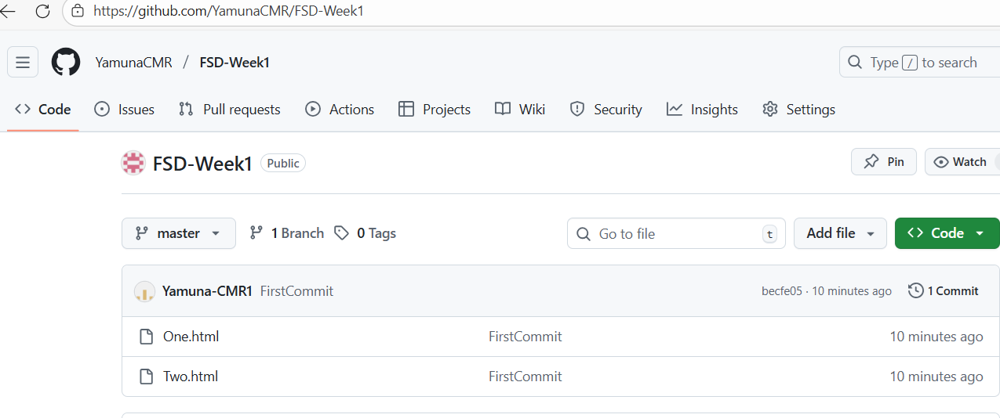 https://github.com/YamunaCMR/FSD-Week1
YamunaCMR / FSD-Week1
Type / to search
Code Issues Pull requests Actions Projects Wiki Security Insights Settings
FSD-Week1 Public
Pin Watch
master 1 Branch 0 Tags
Go to file t Add file Code
Yamuna-CMR1 FirstCommit becfe05 · 10 minutes ago 1 Commit
One.html FirstCommit 10 minutes ago
Two.html FirstCommit 10 minutes ago